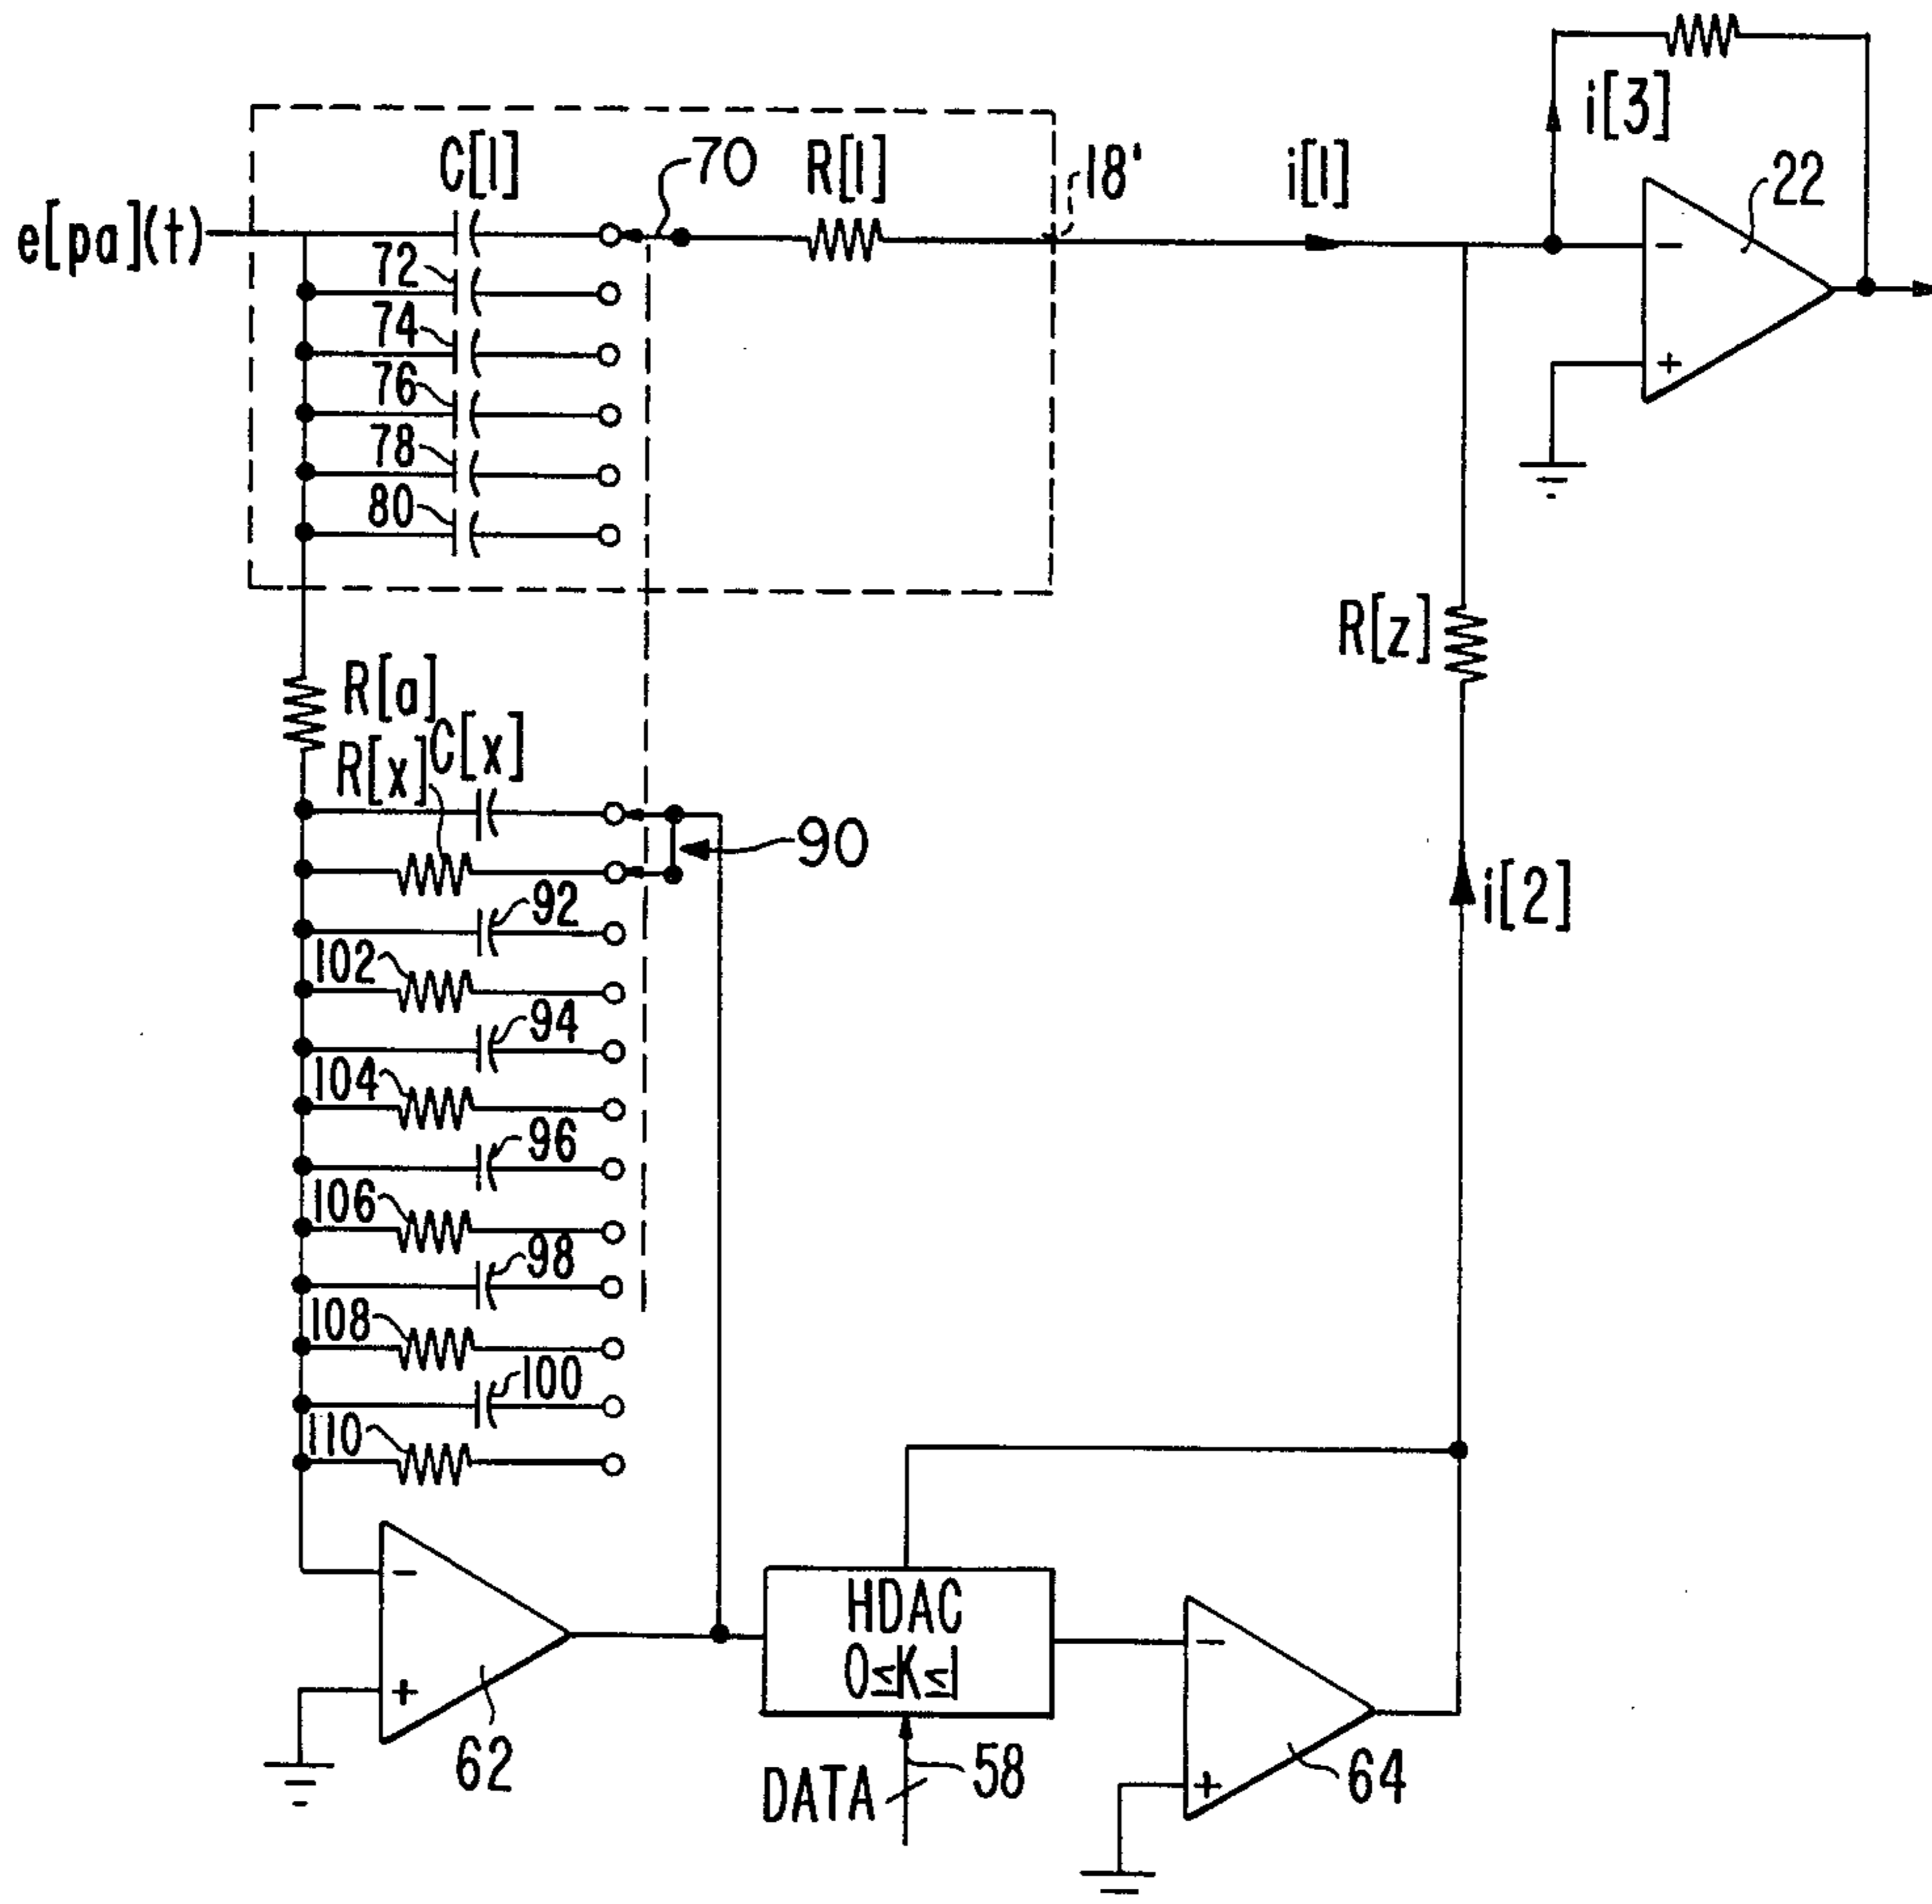 i[3]
C[1]
70
R[1]
18'
i[1]
22
e[pa](t)
72
74
76
78
80
−
+
R[z]
R[a]
R[x]
C[x]
90
i[2]
92
102
94
104
96
106
98
108
100
110
−
+
62
HDAC
0≤K≤1
DATA
58
−
+
64